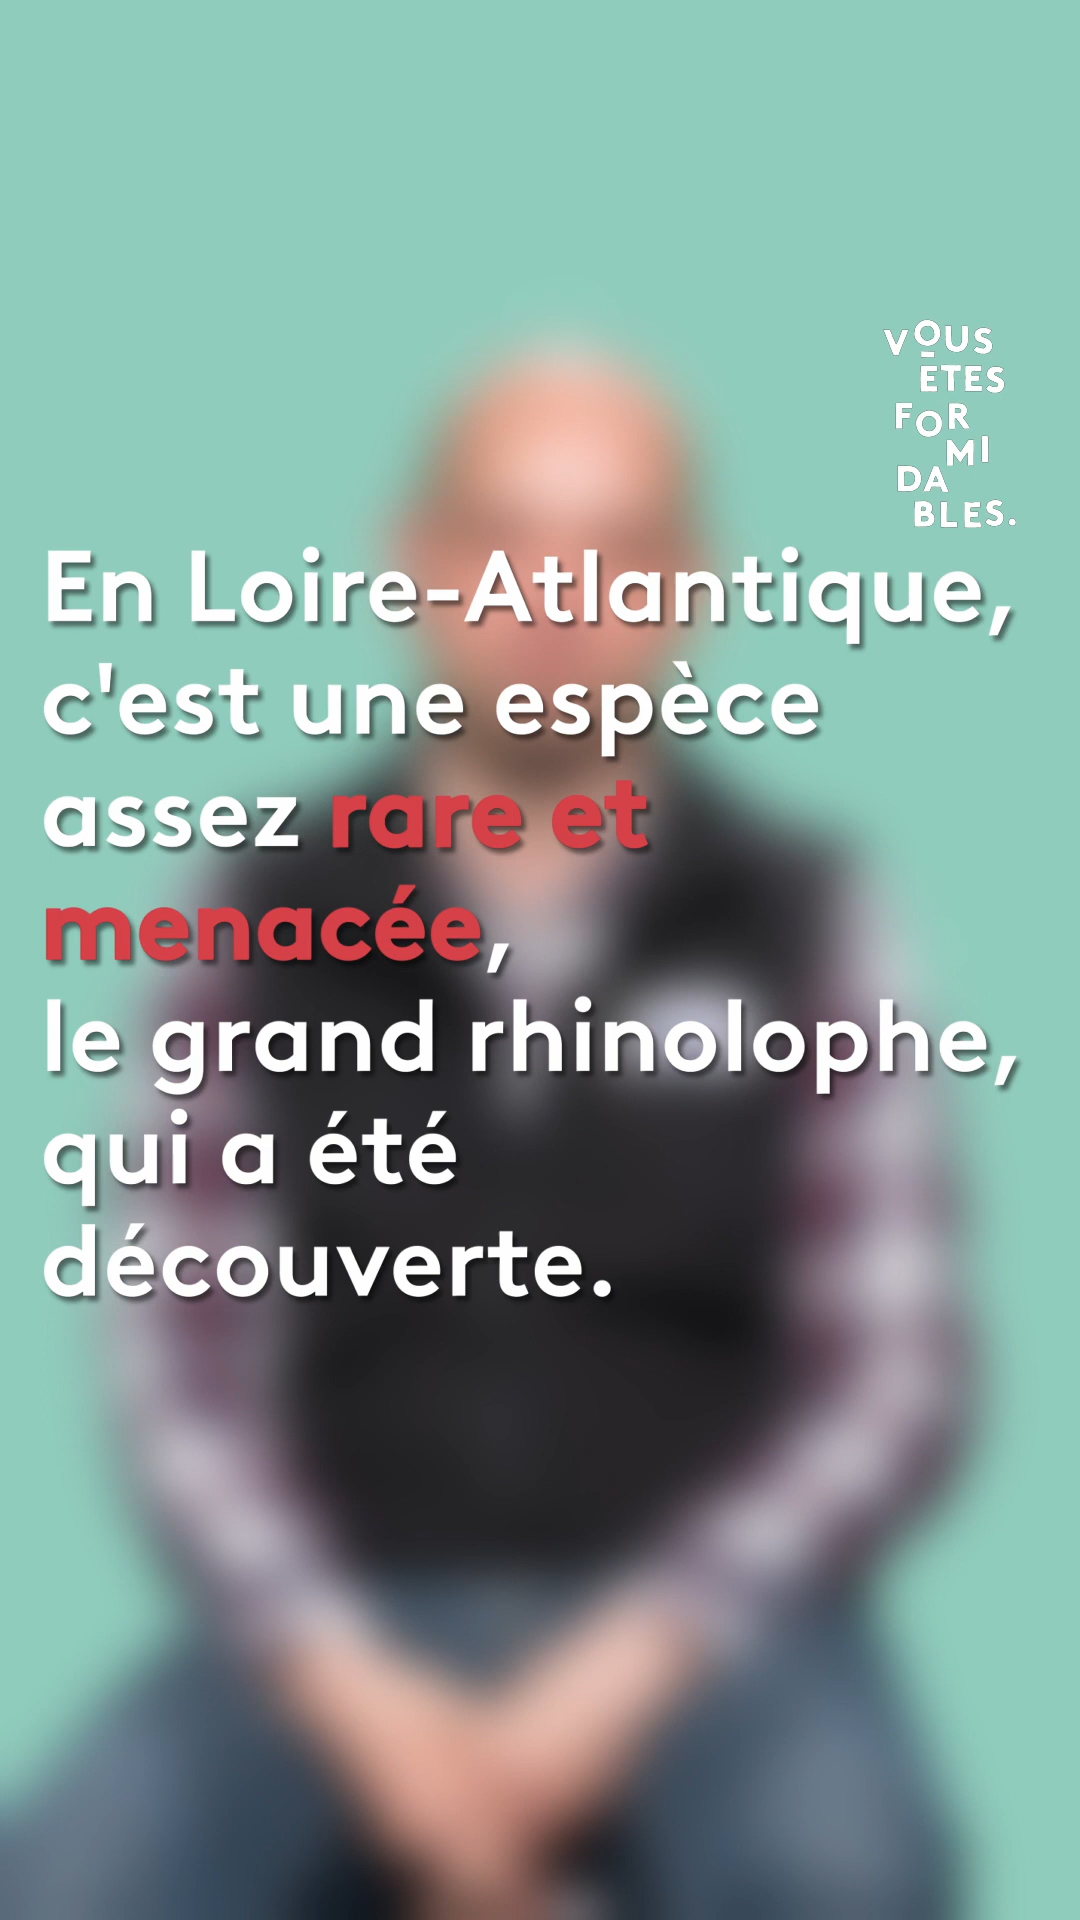 VOUS
ÊTES
FOR
MI
DA
BLES.
En Loire-Atlantique,
c'est une espèce
assez rare et
menacée,
le grand rhinolophe,
qui a été
découverte.